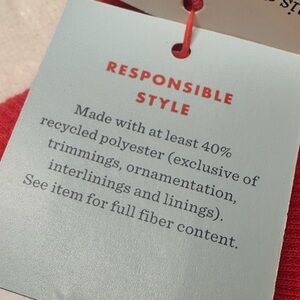 RESPONSIBLE
STYLE
Made with at least 40%
recycled polyester (exclusive of
trimmings, ornamentation,
interlinings and linings).
See item for full fiber content.